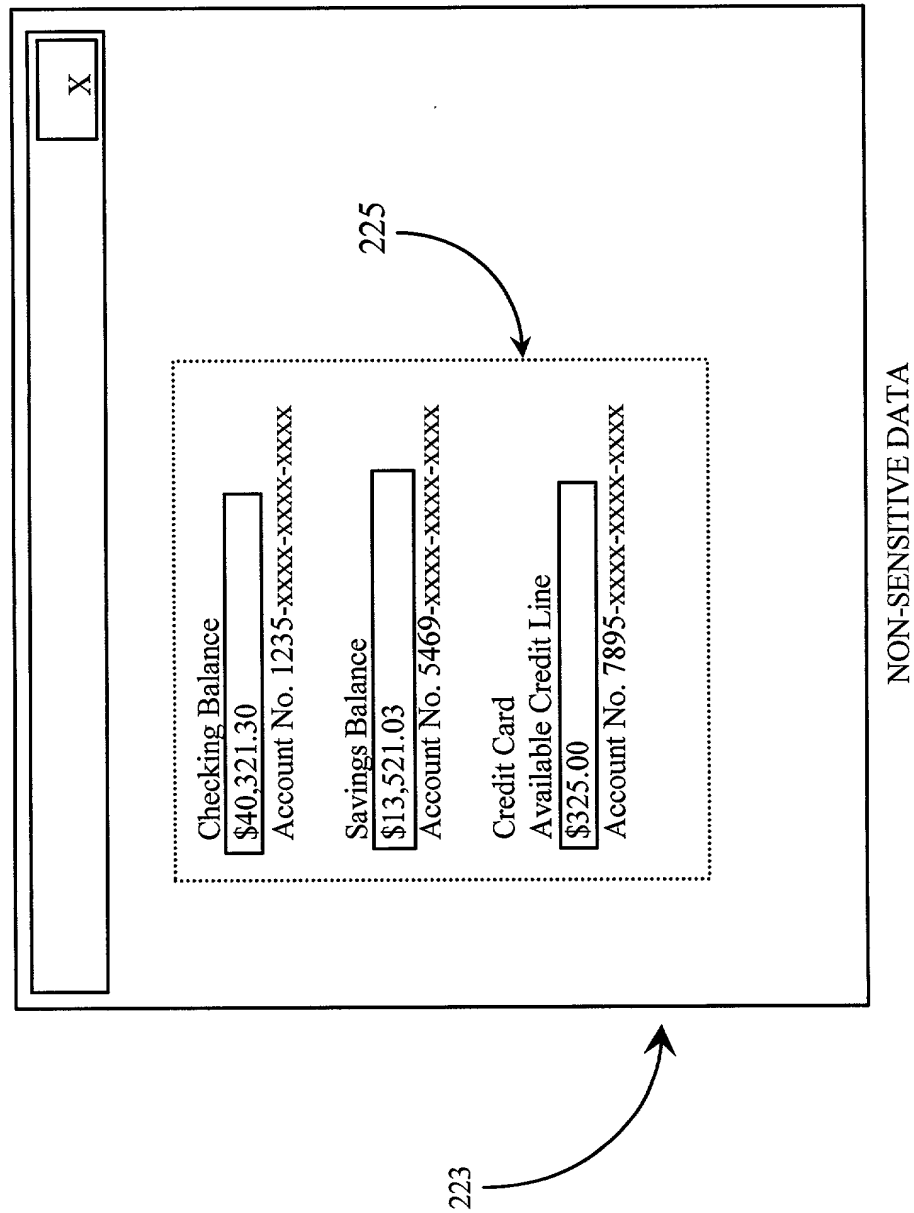 X
225
Checking Balance
$40,321.30
Account No. 1235-xxxx-xxxx-xxxx
Savings Balance
$13,521.03
Account No. 5469-xxxx-xxxx-xxxx
Credit Card
Available Credit Line
$325.00
Account No. 7895-xxxx-xxxx-xxxx
223
NON-SENSITIVE DATA